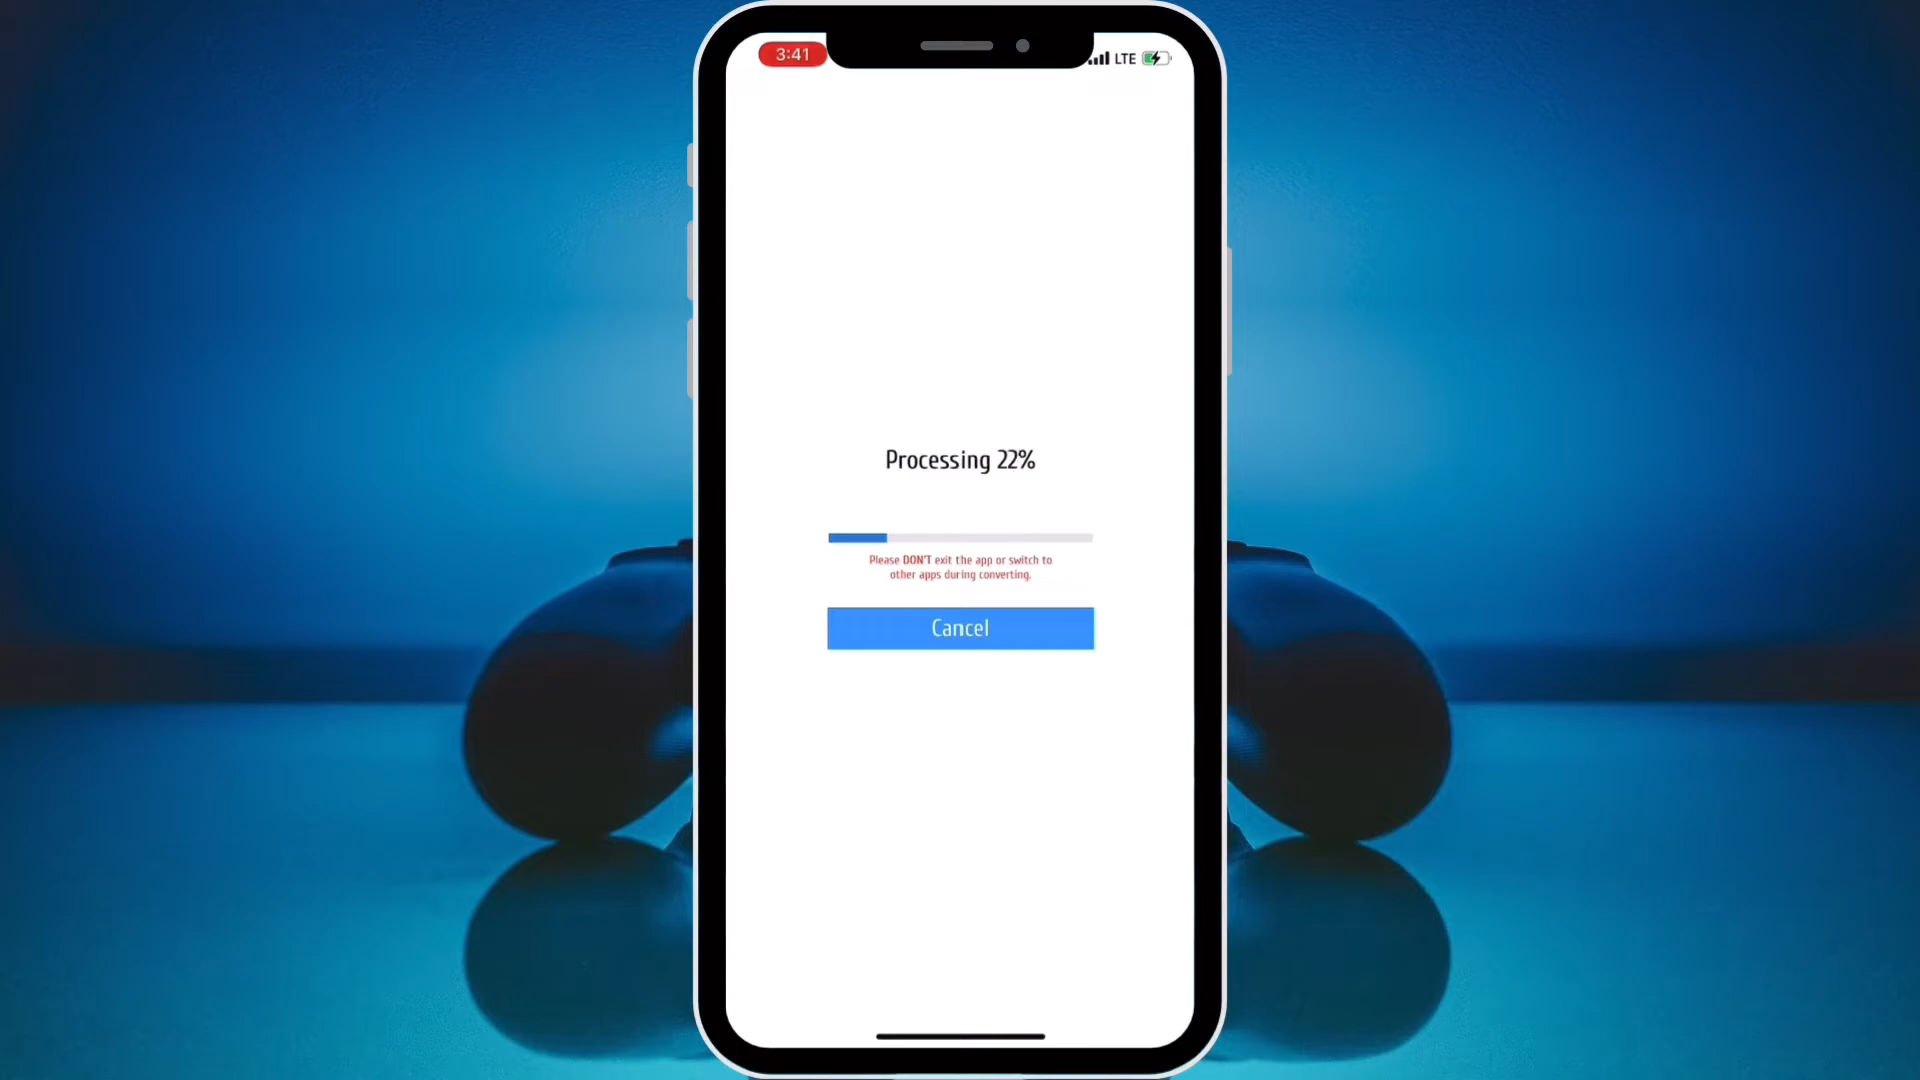 3:41
LTE
Processing 22%
Please DON'T exit the app or switch to
other apps during converting.
Cancel